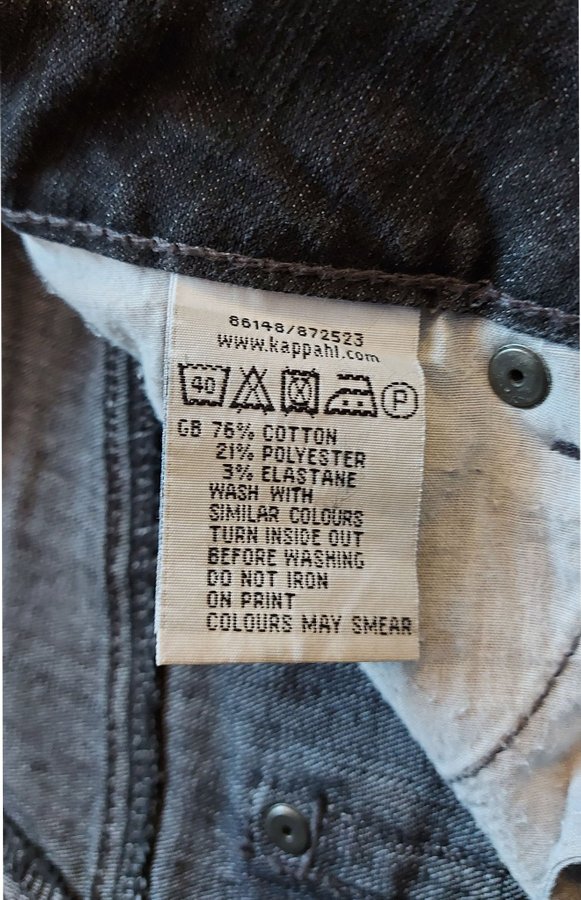 86148/872523
www.kappahl.com
40 P
GB 76% COTTON
21% POLYESTER
3% ELASTANE
WASH WITH
SIMILAR COLOURS
TURN INSIDE OUT
BEFORE WASHING
DO NOT IRON
ON PRINT
COLOURS MAY SMEAR